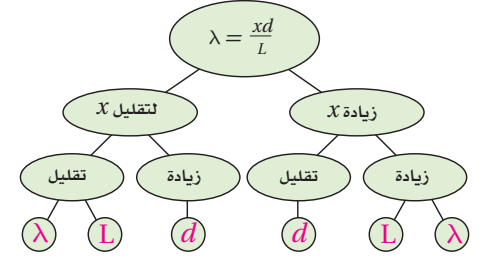 λ = xd/L
زيادة x
لتقليل x
زيادة
تقليل
زيادة
تقليل
λ
L
d
d
L
λ